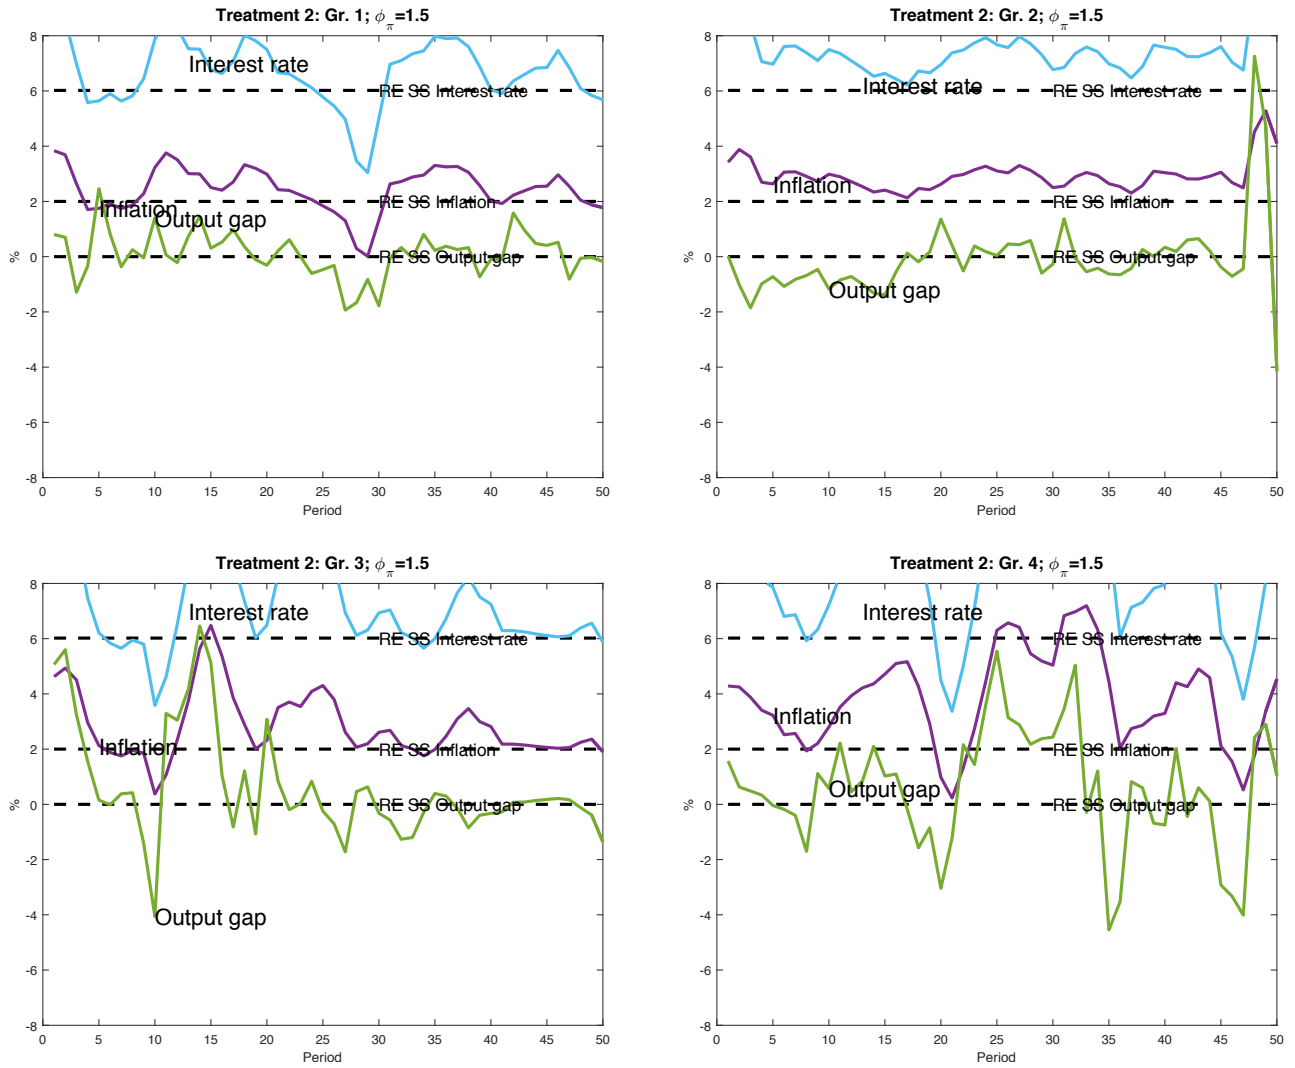 Treatment 2: Gr. 1; ϕ_π=1.5
8
6
4
2
0
-2
-4
-6
-8
%
Interest rate
RE SS Interest rate
Inflation
RE SS Inflation
Output gap
RE SS Output gap
0 5 10 15 20 25 30 35 40 45 50
Period
Treatment 2: Gr. 2; ϕ_π=1.5
8
6
4
2
0
-2
-4
-6
-8
%
Interest rate
RE SS Interest rate
Inflation
RE SS Inflation
RE SS Output gap
Output gap
0 5 10 15 20 25 30 35 40 45 50
Period
Treatment 2: Gr. 3; ϕ_π=1.5
8
6
4
2
0
-2
-4
-6
-8
%
Interest rate
RE SS Interest rate
Inflation
RE SS Inflation
RE SS Output gap
Output gap
0 5 10 15 20 25 30 35 40 45 50
Period
Treatment 2: Gr. 4; ϕ_π=1.5
8
6
4
2
0
-2
-4
-6
-8
%
Interest rate
RE SS Interest rate
Inflation
RE SS Inflation
Output gap
RE SS Output gap
0 5 10 15 20 25 30 35 40 45 50
Period